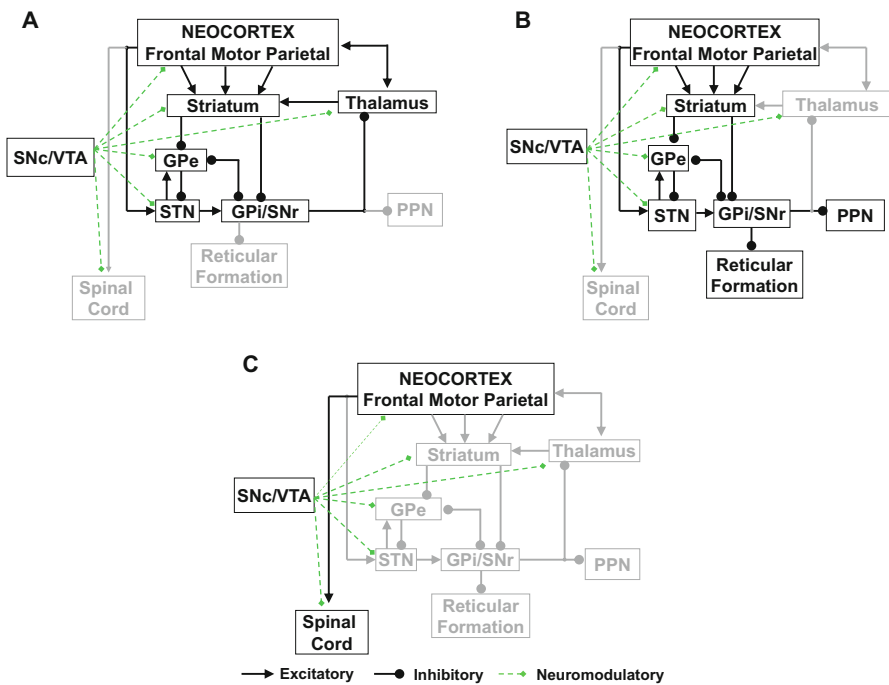 A
NEOCORTEX
Frontal Motor Parietal
Striatum
Thalamus
SNc/VTA
GPe
STN
GPi/SNr
PPN
Reticular
Formation
Spinal
Cord
B
NEOCORTEX
Frontal Motor Parietal
Striatum
Thalamus
SNc/VTA
GPe
STN
GPi/SNr
PPN
Reticular
Formation
Spinal
Cord
C
NEOCORTEX
Frontal Motor Parietal
Striatum
Thalamus
SNc/VTA
GPe
STN
GPi/SNr
PPN
Reticular
Formation
Spinal
Cord
Excitatory
Inhibitory
Neuromodulatory